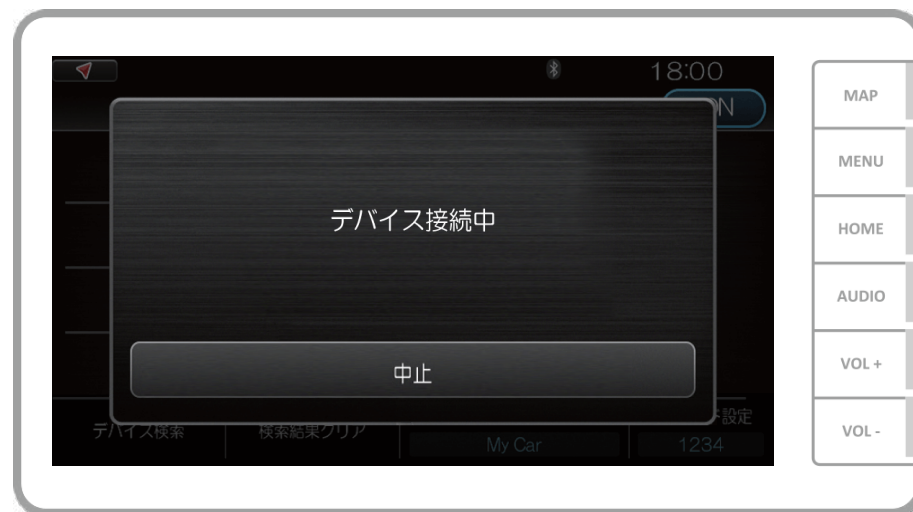 18:00
デバイス接続中
中止
デバイス検索
検索結果クリア
My Car
設定
1234
MAP
MENU
HOME
AUDIO
VOL +
VOL -